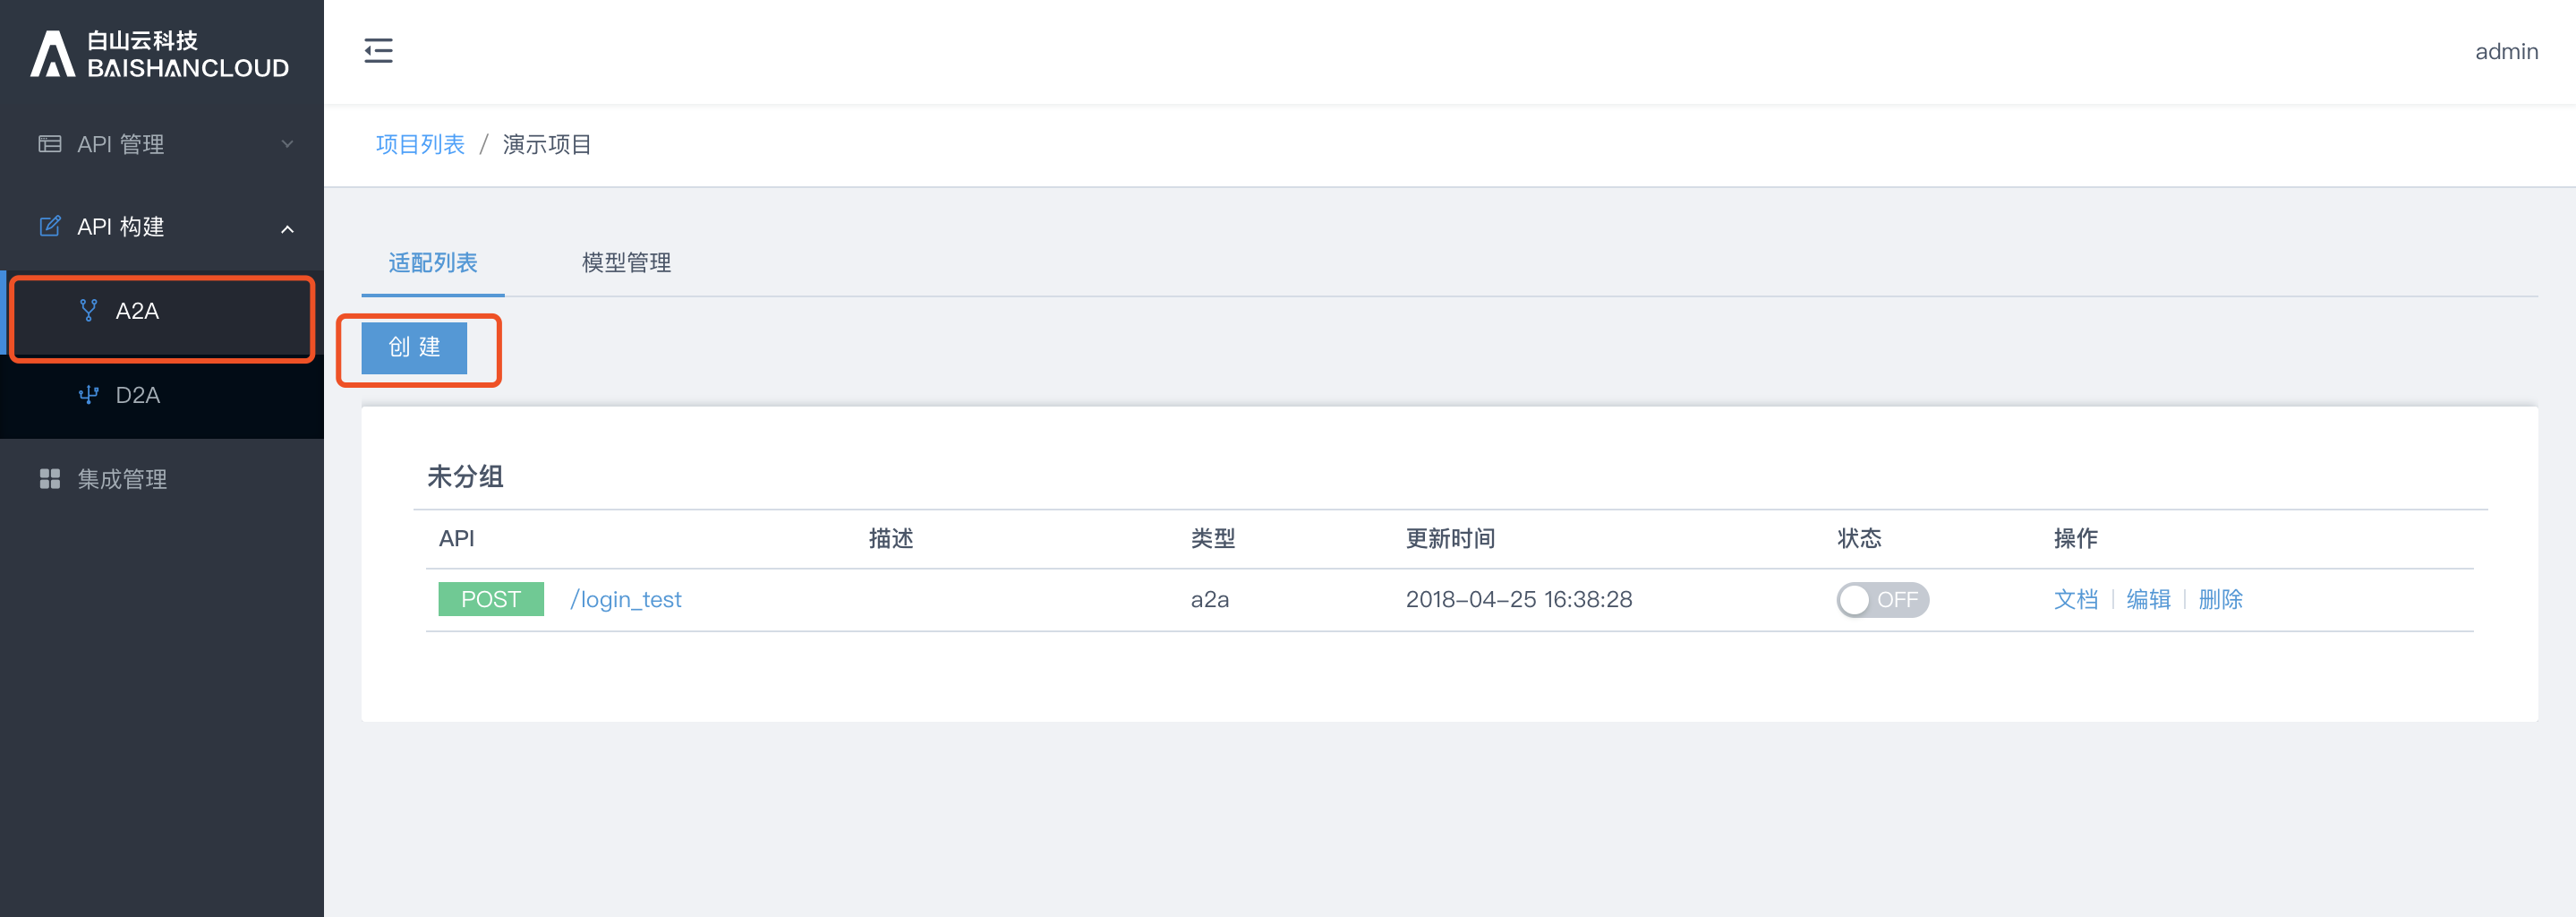 白山云科技
BAISHANCLOUD
admin
API 管理
项目列表 / 演示项目
API 构建
适配列表 模型管理
A2A
创 建
D2A
集成管理
未分组
API 描述 类型 更新时间 状态 操作
POST /login_test a2a 2018-04-25 16:38:28 OFF 文档 | 编辑 | 删除